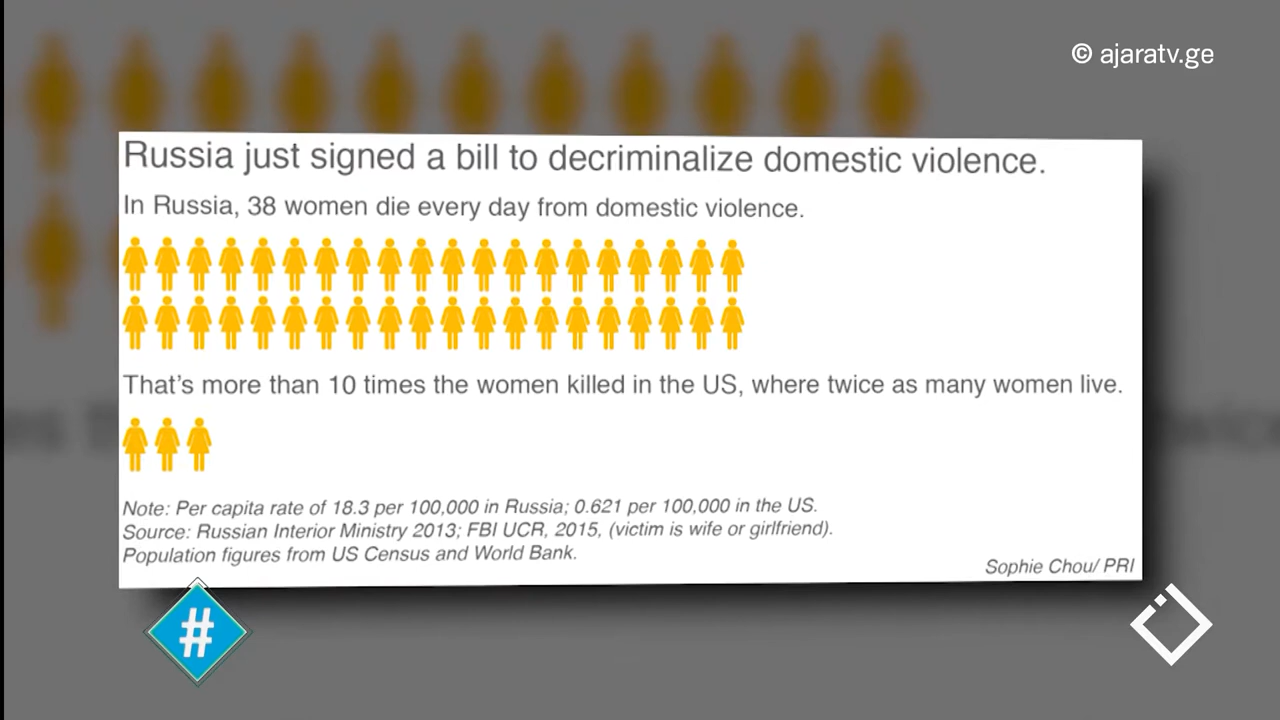 © ajaratv.ge
Russia just signed a bill to decriminalize domestic violence.
In Russia, 38 women die every day from domestic violence.
That's more than 10 times the women killed in the US, where twice as many women live.
Note: Per capita rate of 18.3 per 100,000 in Russia; 0.621 per 100,000 in the US.
Source: Russian Interior Ministry 2013; FBI UCR, 2015, (victim is wife or girlfriend).
Population figures from US Census and World Bank.
Sophie Chou/ PRI
#